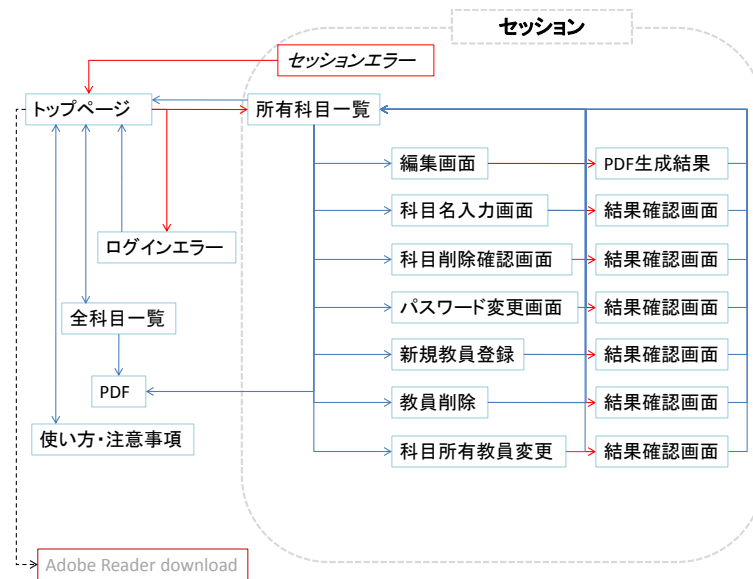 セッション
セッションエラー
トップページ
所有科目一覧
編集画面
PDF生成結果
科目名入力画面
結果確認画面
ログインエラー
科目削除確認画面
結果確認画面
全科目一覧
パスワード変更画面
結果確認画面
新規教員登録
結果確認画面
PDF
教員削除
結果確認画面
使い方・注意事項
科目所有教員変更
結果確認画面
Adobe Reader download